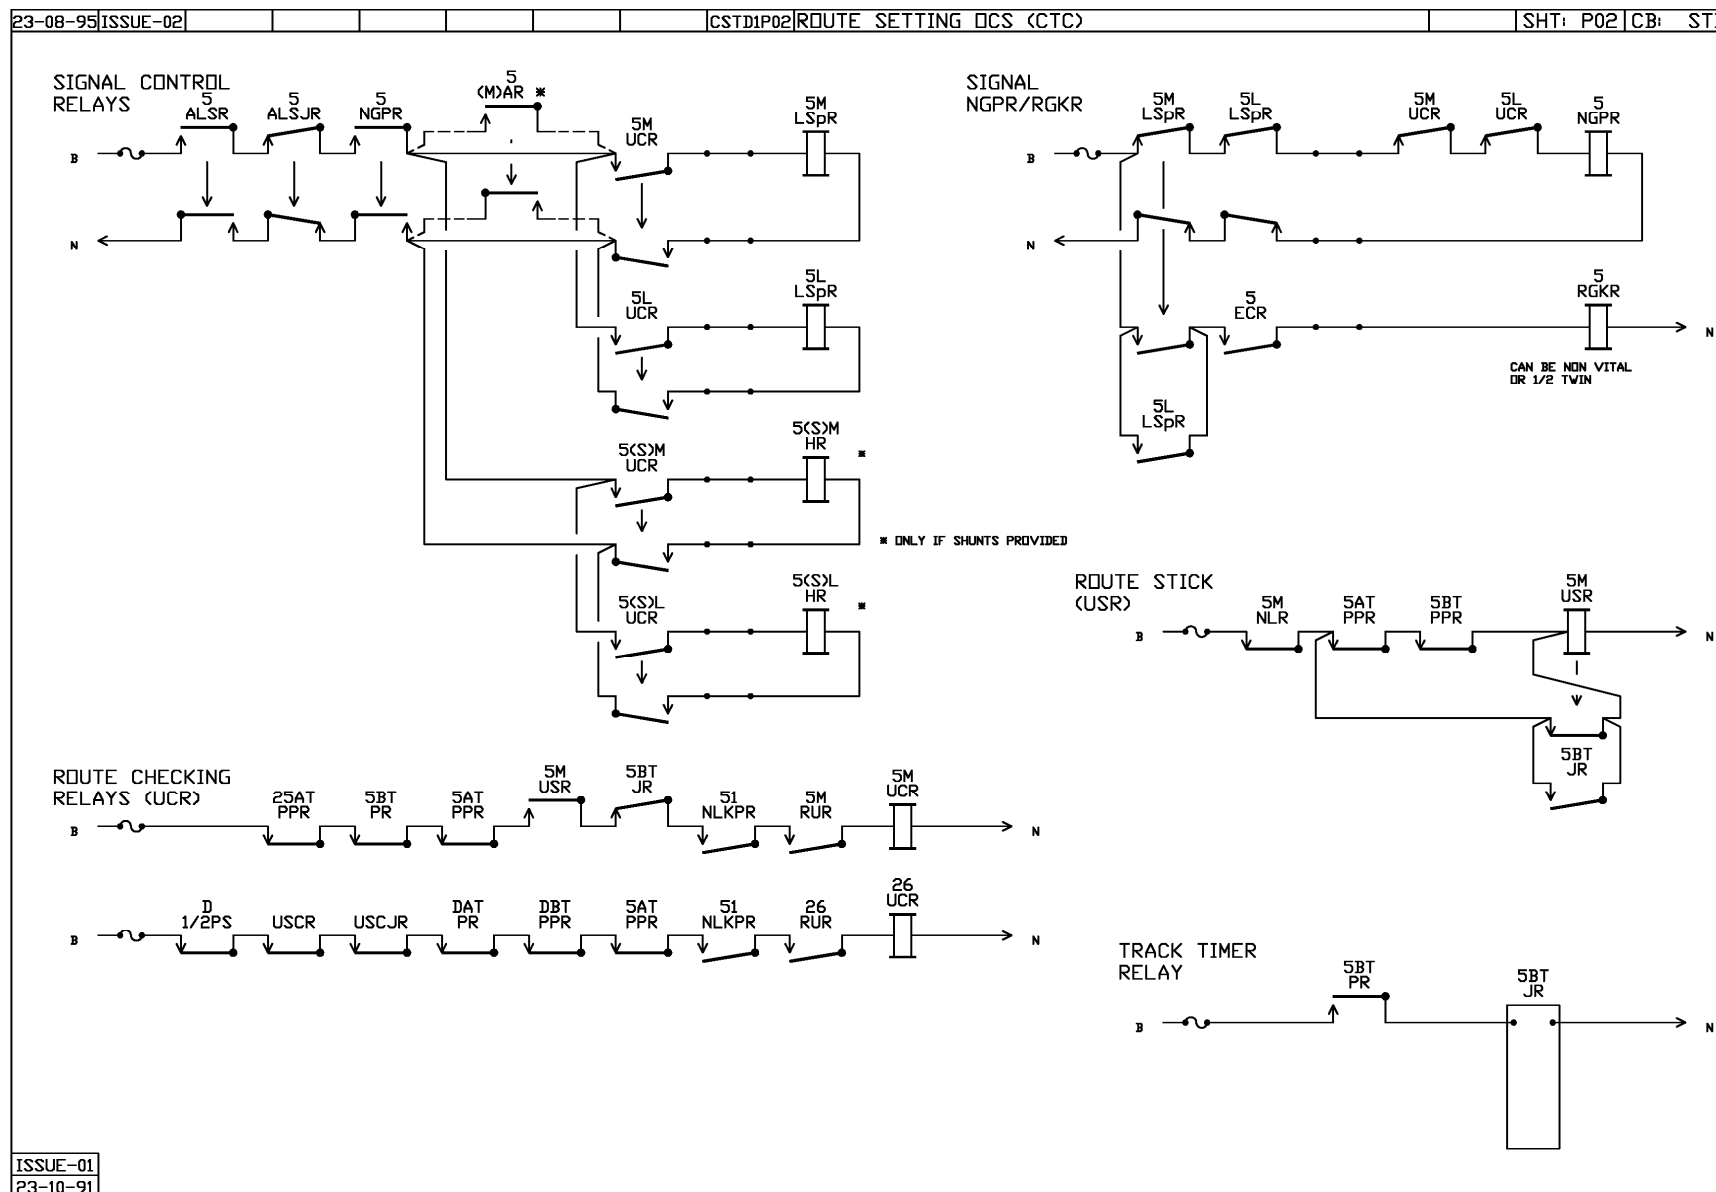 23-08-95 ISSUE-02 CSTD1P02 ROUTE SETTING OCS (CTC) SHT: P02 CB:
SIGNAL CONTROL
RELAYS
5
ALSR
5
ALSJR
5
NGPR
5
(M)AR *
5M
UCR
5M
LSpR
B
N
5L
UCR
5L
LSpR
5(S)M
UCR
5(S)M
HR
*
* ONLY IF SHUNTS PROVIDED
5(S)L
UCR
5(S)L
HR
*
SIGNAL
NGPR/RGKR
5M
LSpR
5L
LSpR
5M
UCR
5L
UCR
5
NGPR
B
N
5
ECR
5
RGKR
N
CAN BE NON VITAL
OR 1/2 TWIN
5L
LSpR
ROUTE STICK
(USR)
5M
NLR
5AT
PPR
5BT
PPR
5M
USR
B
N
5BT
JR
ROUTE CHECKING
RELAYS (UCR)
25AT
PPR
5BT
PR
5AT
PPR
5M
USR
5BT
JR
51
NLKPR
5M
RUR
5M
UCR
B
N
D
1/2PS
USCR
USCJR
DAT
PR
DBT
PPR
5AT
PPR
51
NLKPR
26
RUR
26
UCR
B
N
TRACK TIMER
RELAY
5BT
PR
5BT
JR
B
N
ISSUE-01
23-10-91